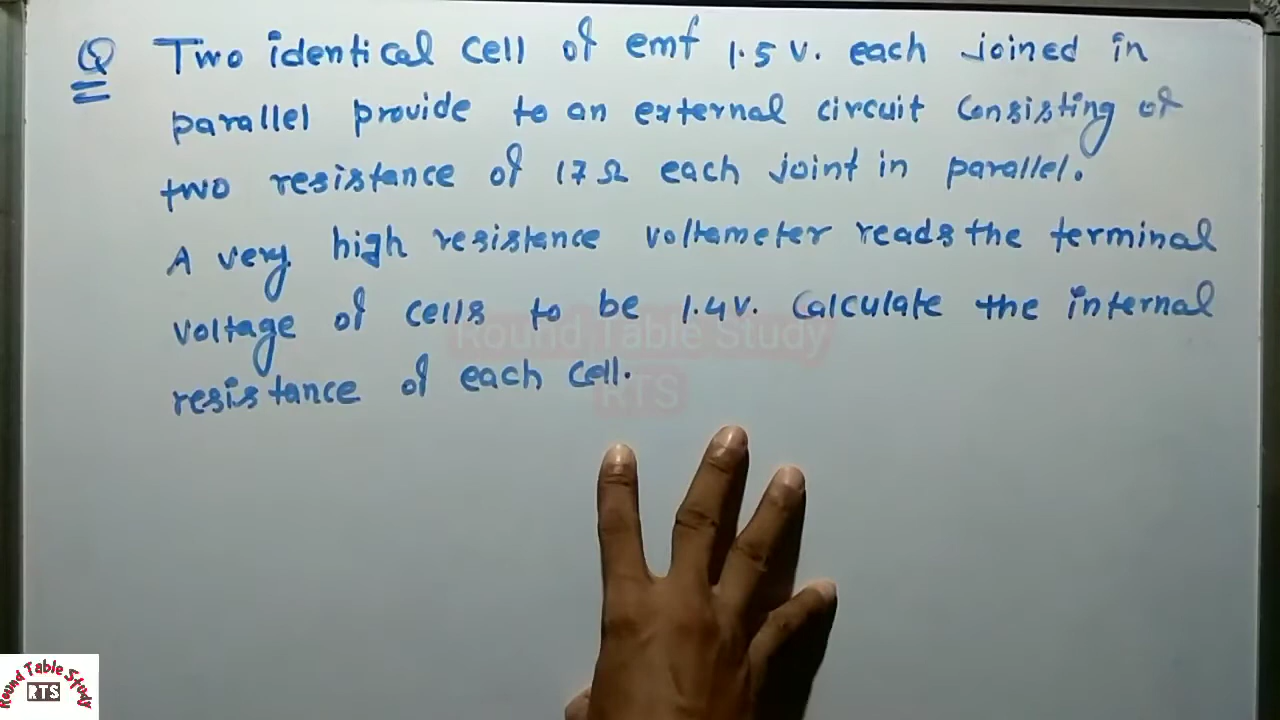 Q Two identical cell of emf 1.5 v. each joined in
parallel provide to an external circuit consisting of
two resistance of 17Ω each joint in parallel.
A very high resistance voltameter reads the terminal
voltage of cells to be 1.4v. Calculate the internal
Round Table Study
resistance of each cell.
RTS
Round Table Study
RTS